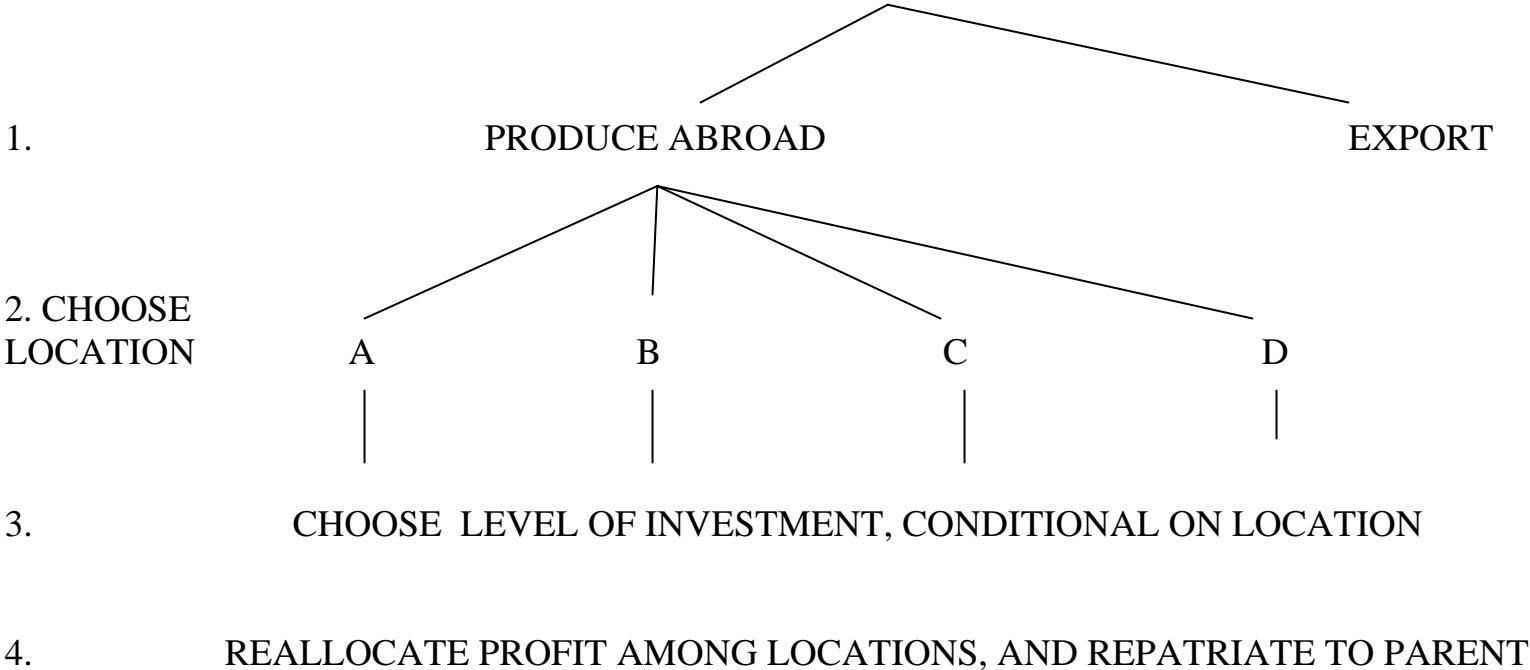 1. PRODUCE ABROAD EXPORT
2. CHOOSE
LOCATION A B C D
3. CHOOSE LEVEL OF INVESTMENT, CONDITIONAL ON LOCATION
4. REALLOCATE PROFIT AMONG LOCATIONS, AND REPATRIATE TO PARENT